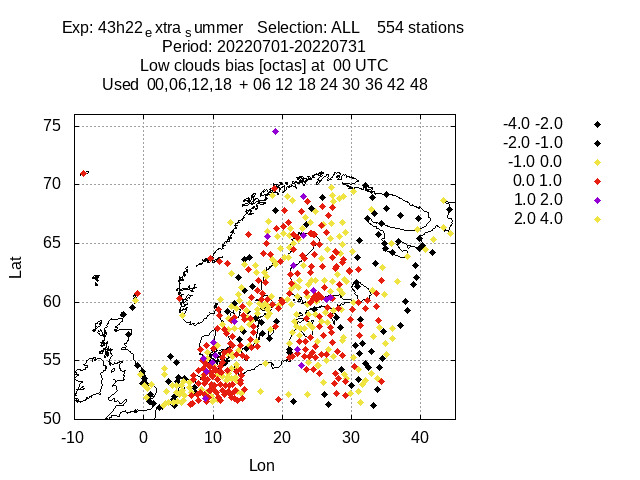 Exp: 43h22extrasummer Selection: ALL 554 stations
Period: 20220701-20220731
Low clouds bias [octas] at 00 UTC
Used 00,06,12,18 + 06 12 18 24 30 36 42 48
-4.0 -2.0
-2.0 -1.0
-1.0 0.0
0.0 1.0
1.0 2.0
2.0 4.0
75
70
65
60
55
50
Lat
-10 0 10 20 30 40
Lon